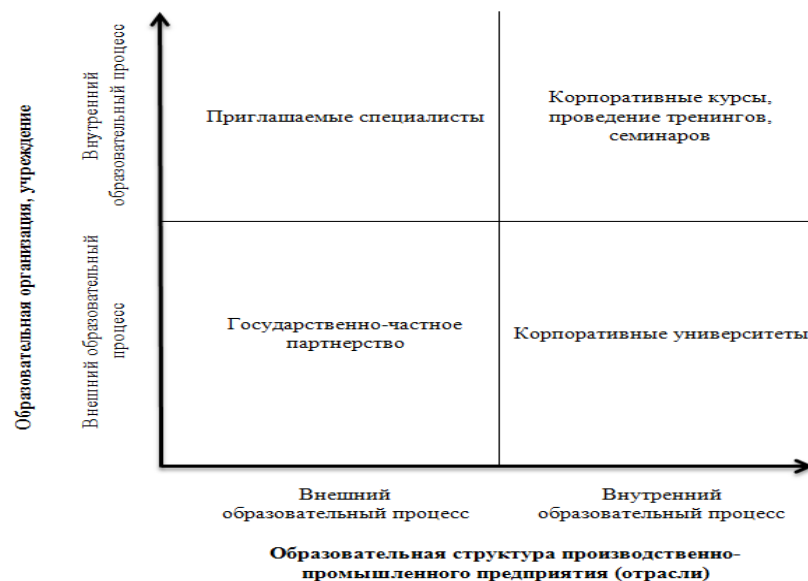 Образовательная организация, учреждение
Внутренний
образовательный процесс
Приглашаемые специалисты
Корпоративные курсы,
проведение тренингов,
семинаров
Внешний образовательный
процесс
Государственно-частное
партнерство
Корпоративные университеты
Внешний
образовательный процесс
Внутренний
образовательный процесс
Образовательная структура производственно-
промышленного предприятия (отрасли)